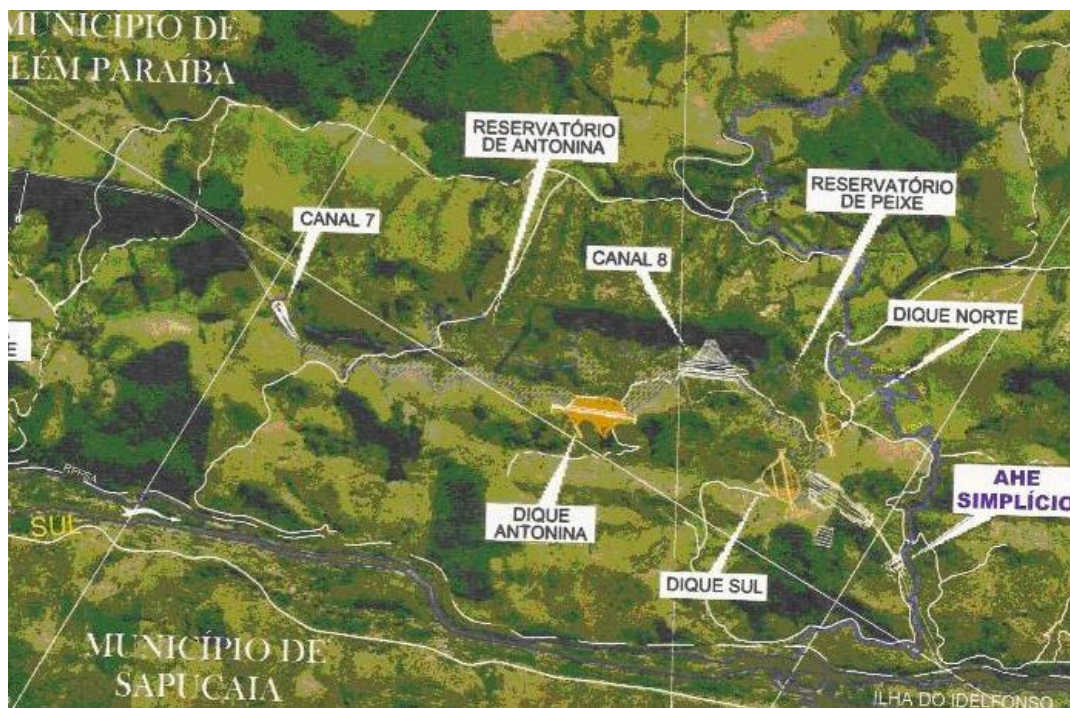 MUNICÍPIO DE
LÉM PARAÍBA
RESERVATÓRIO
DE ANTONINA
RESERVATÓRIO
DE PEIXE
CANAL 7
CANAL 8
DIQUE NORTE
E
AHE
SIMPLÍCIO
DIQUE
ANTONINA
SUL
DIQUE SUL
MUNICÍPIO DE
SAPUCAIA
ILHA DO IDELFONSO